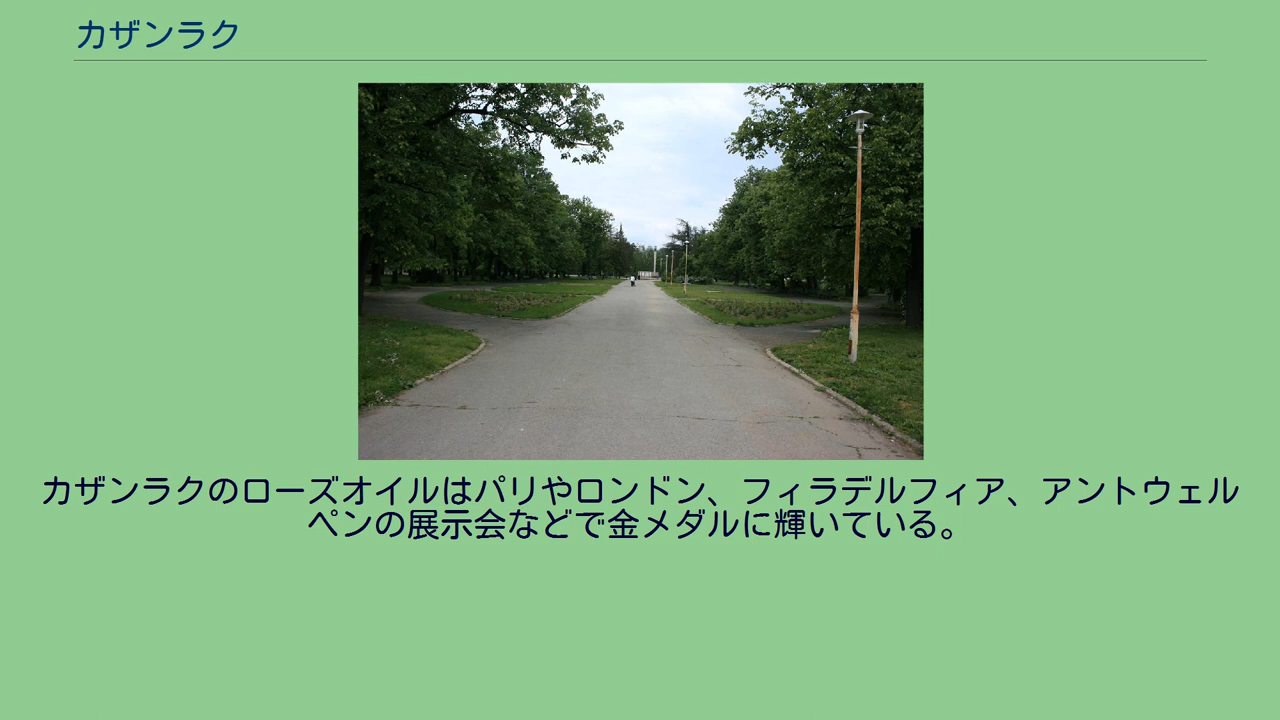 カザンラク
カザンラクのローズオイルはパリやロンドン、フィラデルフィア、アントウェル
ペンの展示会などで金メダルに輝いている。